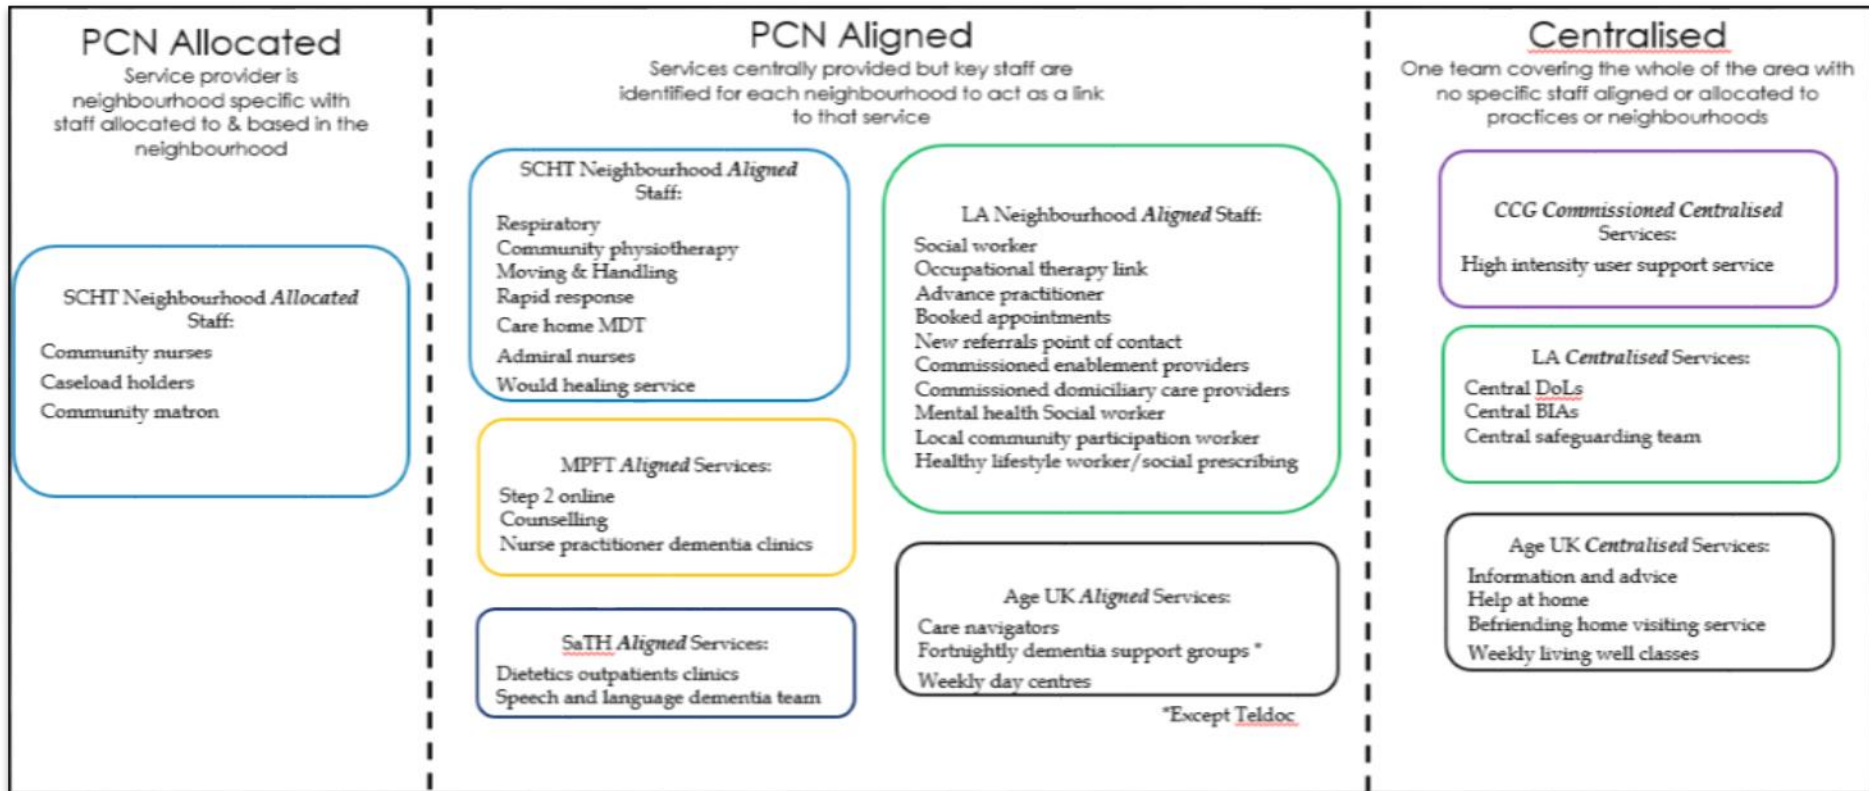 PCN Allocated
Service provider is
neighbourhood specific with
staff allocated to & based in the
neighbourhood
SCHT Neighbourhood Allocated
Staff:
Community nurses
Caseload holders
Community matron
PCN Aligned
Services centrally provided but key staff are
identified for each neighbourhood to act as a link
to that service
SCHT Neighbourhood Aligned
Staff:
Respiratory
Community physiotherapy
Moving & Handling
Rapid response
Care home MDT
Admiral nurses
Would healing service
MPFT Aligned Services:
Step 2 online
Counselling
Nurse practitioner dementia clinics
SaTH Aligned Services:
Dietetics outpatients clinics
Speech and language dementia team
LA Neighbourhood Aligned Staff:
Social worker
Occupational therapy link
Advance practitioner
Booked appointments
New referrals point of contact
Commissioned enablement providers
Commissioned domiciliary care providers
Mental health Social worker
Local community participation worker
Healthy lifestyle worker/social prescribing
Age UK Aligned Services:
Care navigators
Fortnightly dementia support groups *
Weekly day centres
*Except Teldoc
Centralised
One team covering the whole of the area with
no specific staff aligned or allocated to
practices or neighbourhoods
CCG Commissioned Centralised
Services:
High intensity user support service
LA Centralised Services:
Central DoLs
Central BIAs
Central safeguarding team
Age UK Centralised Services:
Information and advice
Help at home
Befriending home visiting service
Weekly living well classes